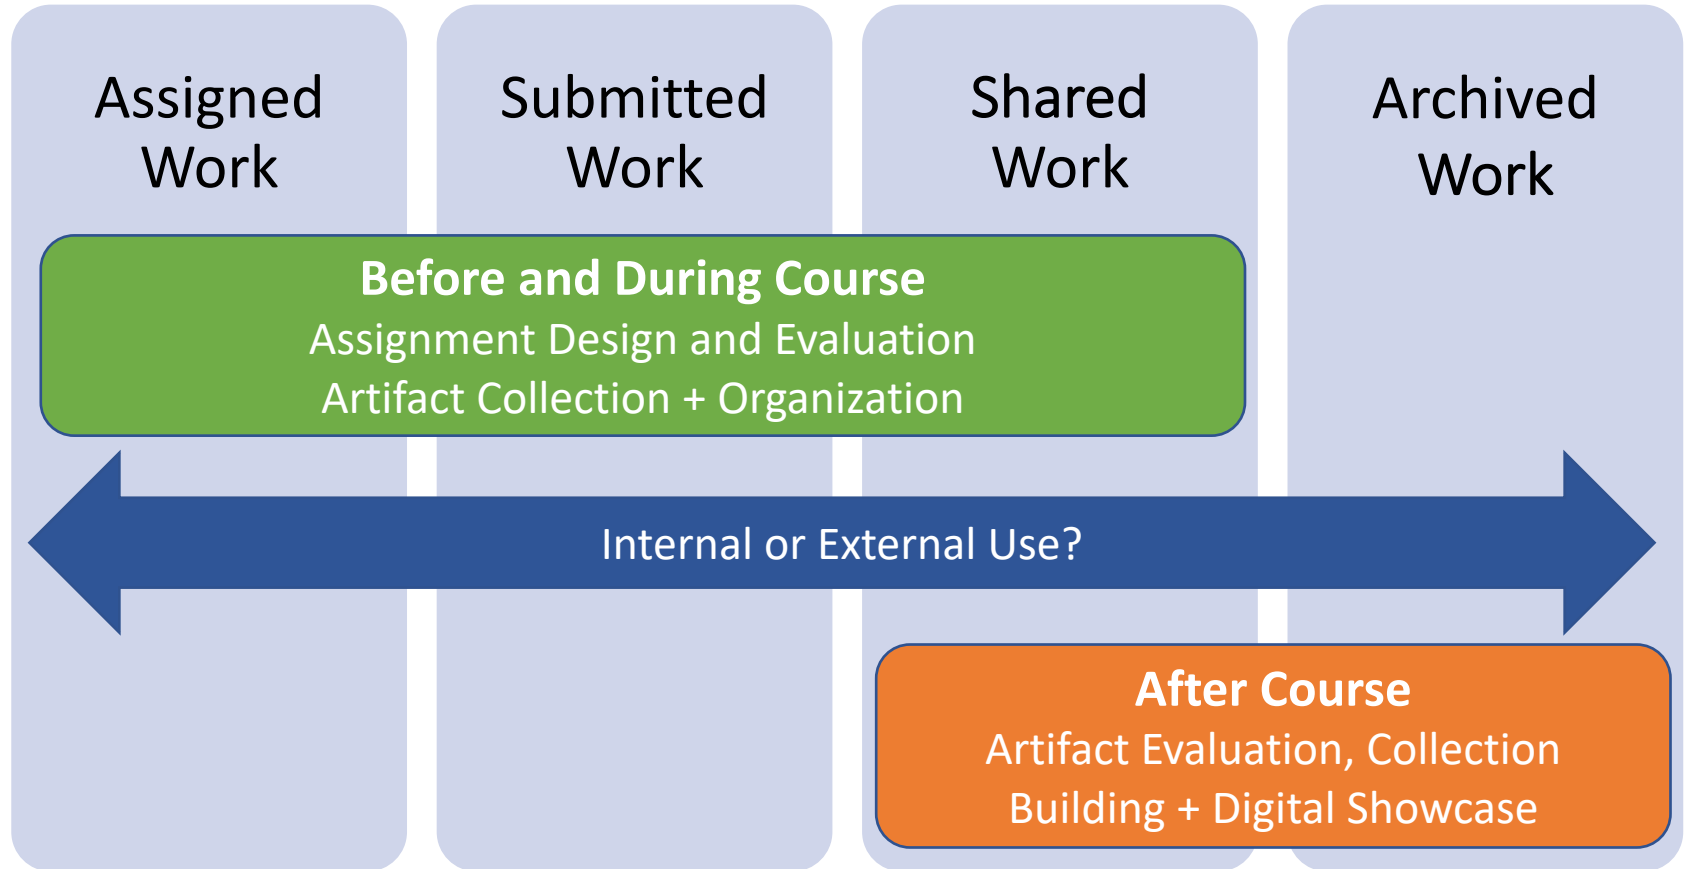 Assigned
Work
Submitted
Work
Shared
Work
Archived
Work
Before and During Course
Assignment Design and Evaluation
Artifact Collection + Organization
Internal or External Use?
After Course
Artifact Evaluation, Collection
Building + Digital Showcase